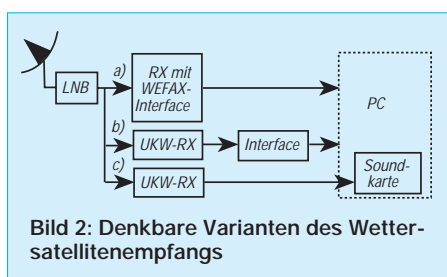 a)
RX mit
WEFAX-
Interface
LNB
PC
b)
UKW-RX
Interface
c)
UKW-RX
Sound-
karte
Bild 2: Denkbare Varianten des Wetter-
satellitenempfangs